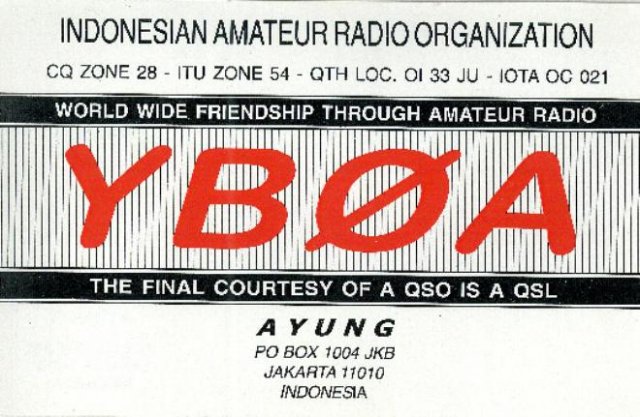 INDONESIAN AMATEUR RADIO ORGANIZATION
CQ ZONE 28 - ITU ZONE 54 - QTH LOC. OI 33 JU - IOTA OC 021
WORLD WIDE FRIENDSHIP THROUGH AMATEUR RADIO
YBØA
THE FINAL COURTESY OF A QSO IS A QSL
AYUNG
PO BOX 1004 JKB
JAKARTA 11010
INDONESIA